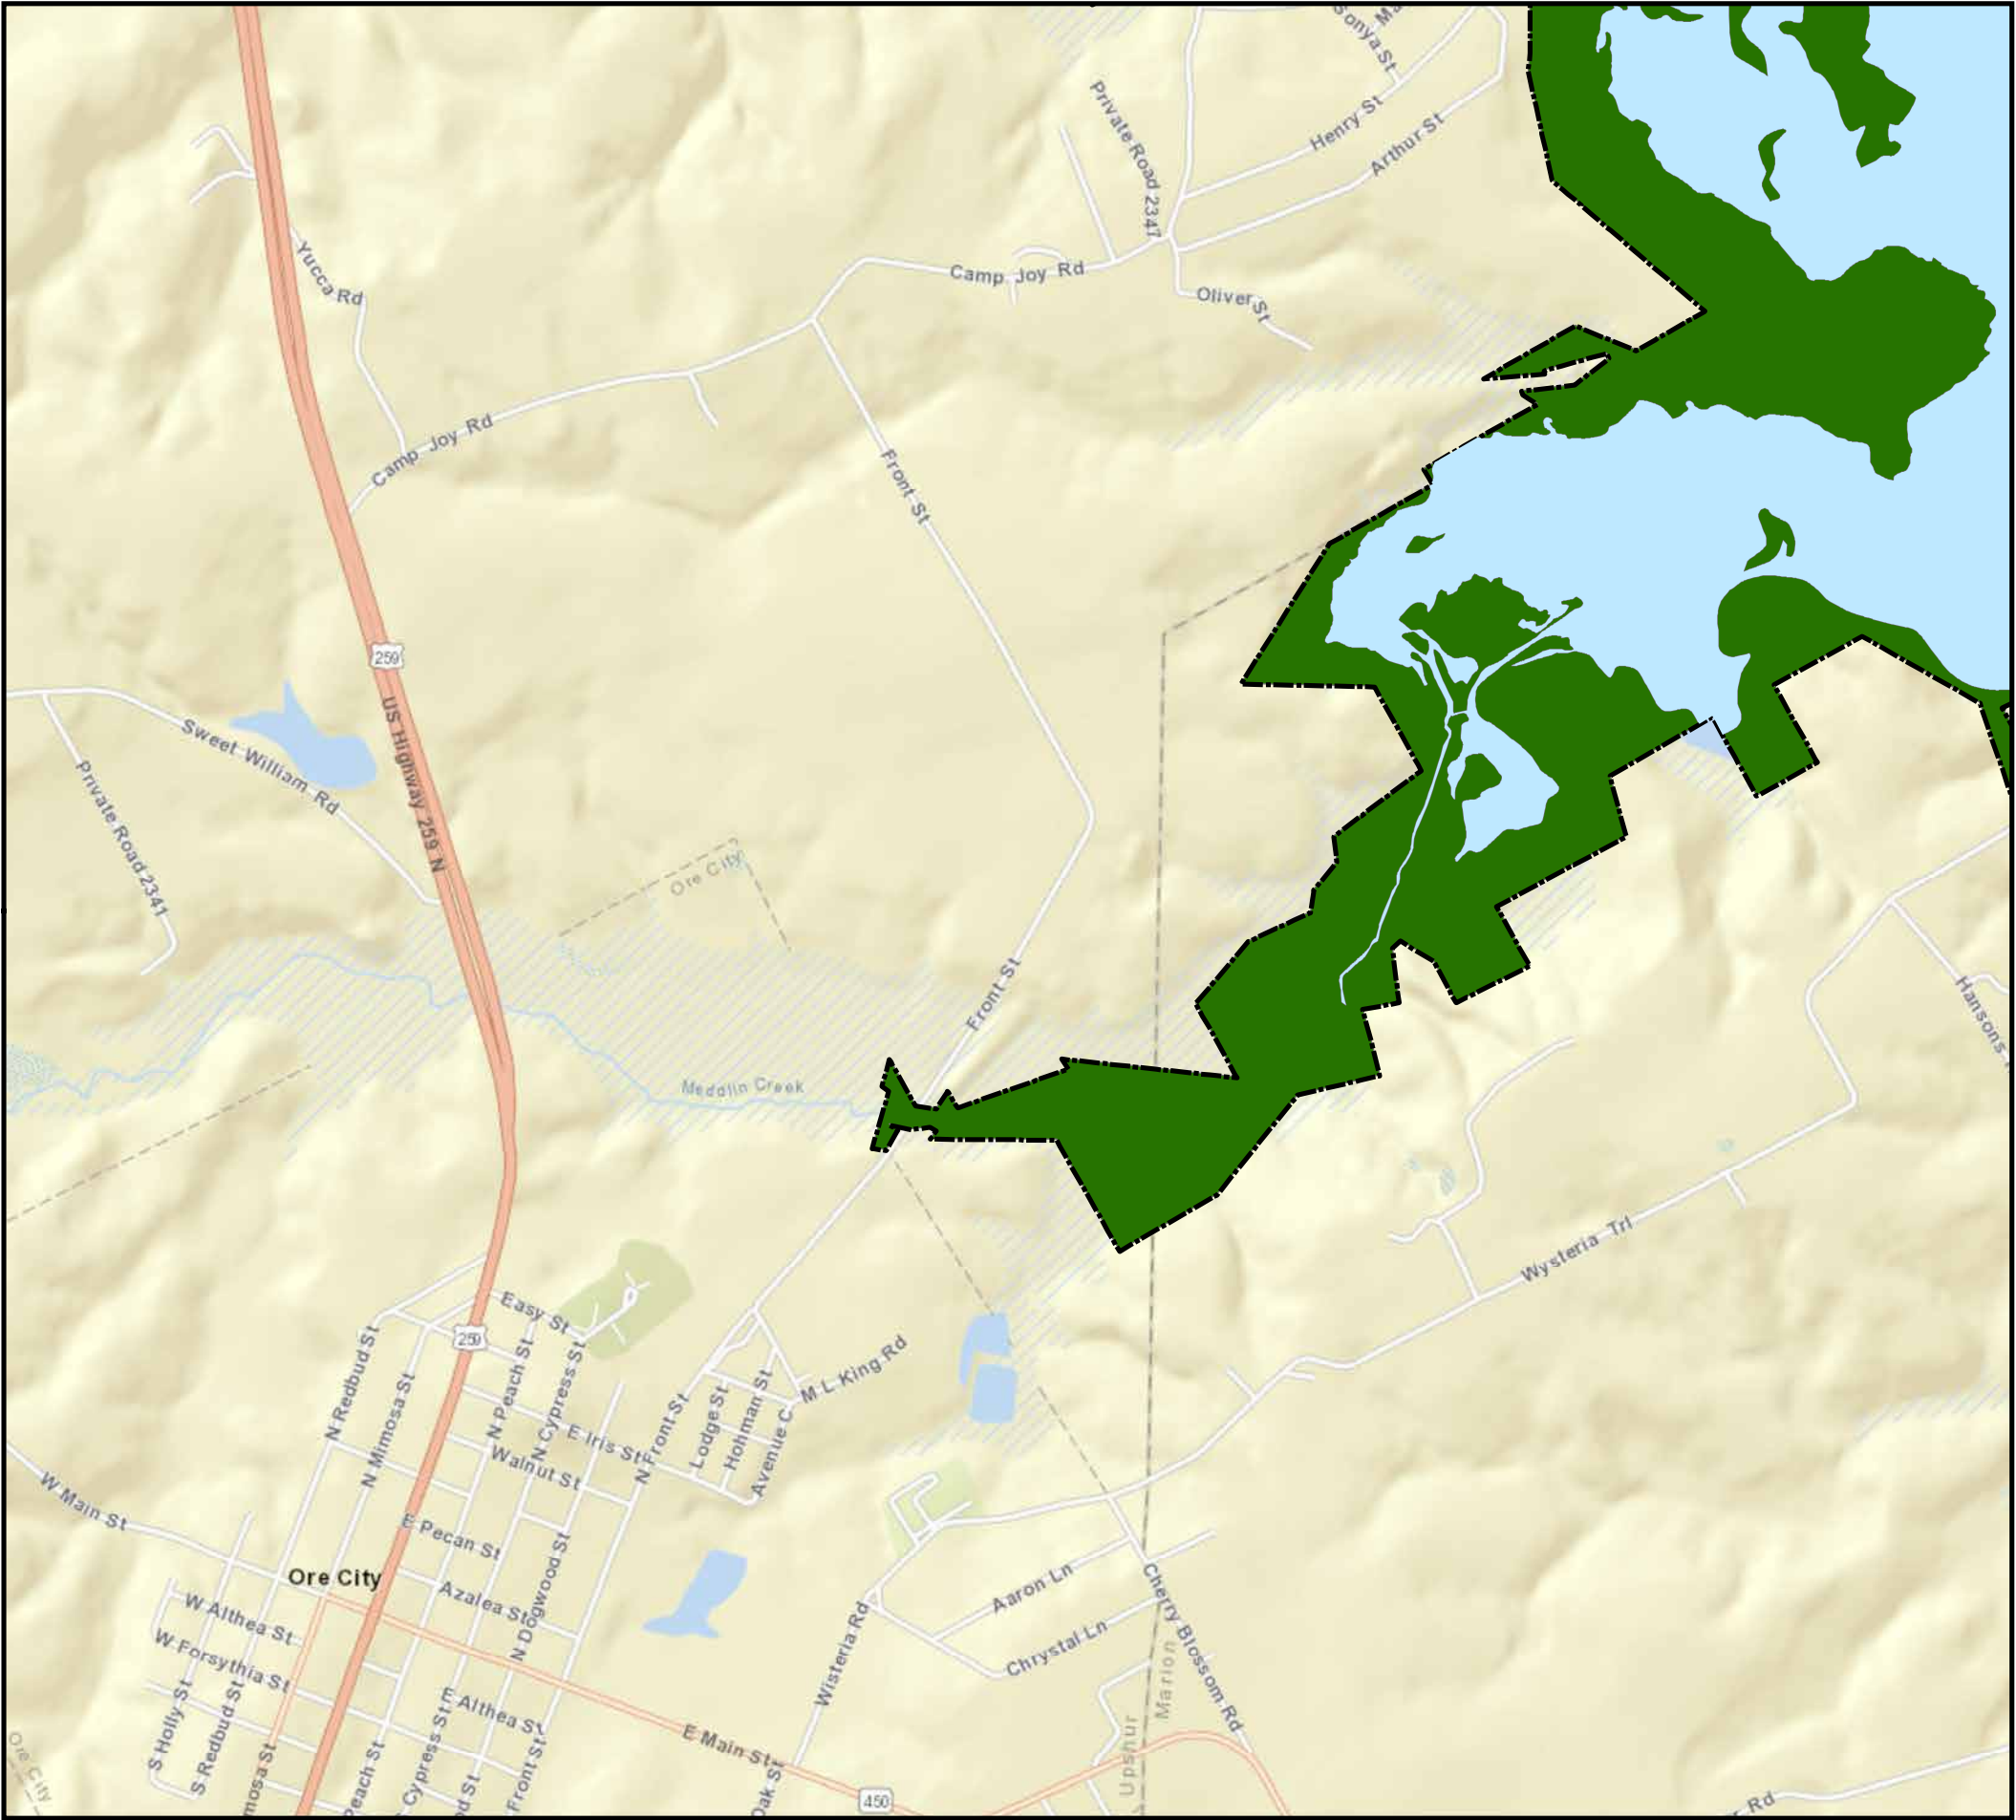 Sonya St
Private Road 2347
Henry St
Arthur St
Yucca Rd
Camp Joy Rd
Oliver St
Camp Joy Rd
Front St
259
US Highway 259 N
Sweet William Rd
Private Road 2341
Ore City
Front St
Hansons
Meddlin Creek
Wysteria Trl
Easy St
259
N Redbud St
N Mimosa St
N Peach St
N Cypress St
M L King Rd
N Front St
Lodge St
Hohman St
Avenue C
E Iris St
Walnut St
W Main St
E Pecan St
Ore City
Azalea St
N Dogwood St
W Althea St
W Forsythia St
Aaron Ln
Chrystal Ln
Cherry Blossom Rd
Wisteria Rd
Marion
Upshur
E Althea St
E Main St
S Holly St
S Redbud St
mosa St
Peach St
Cypress St
d St
Front St
Oak St
450
Ore City
r Rd